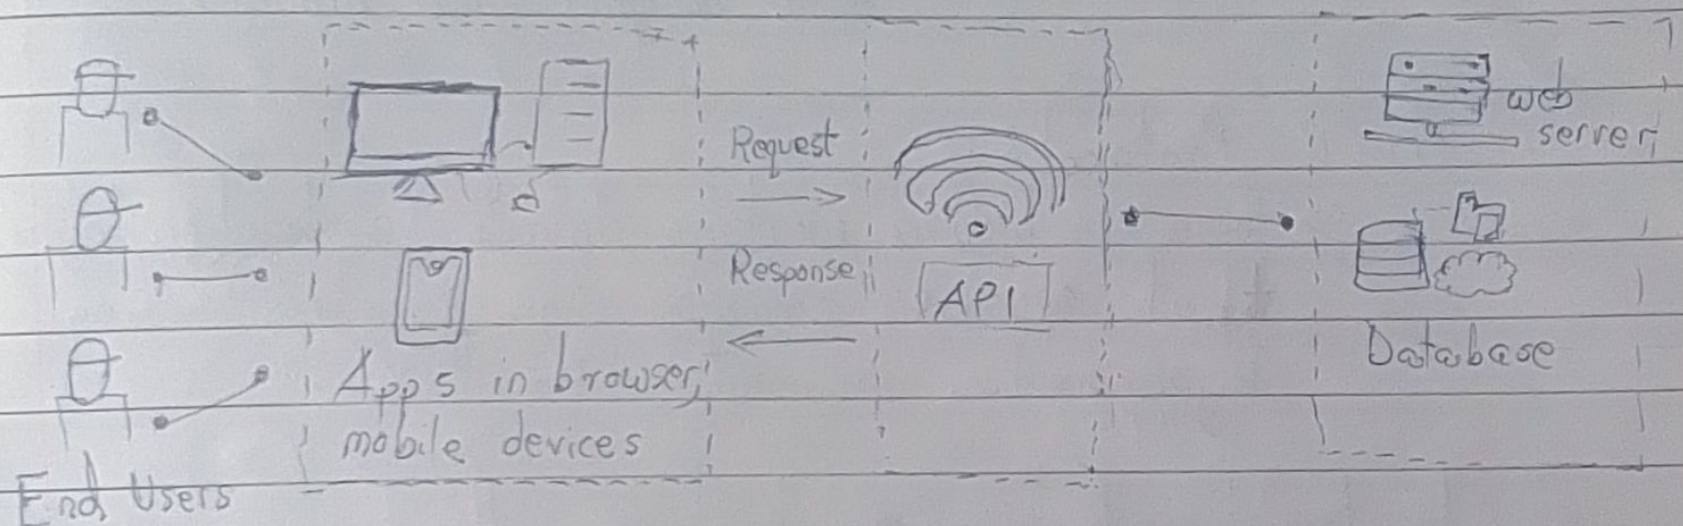 End Users
Apps in browser,
mobile devices
Request
Response
API
web
server,
Database